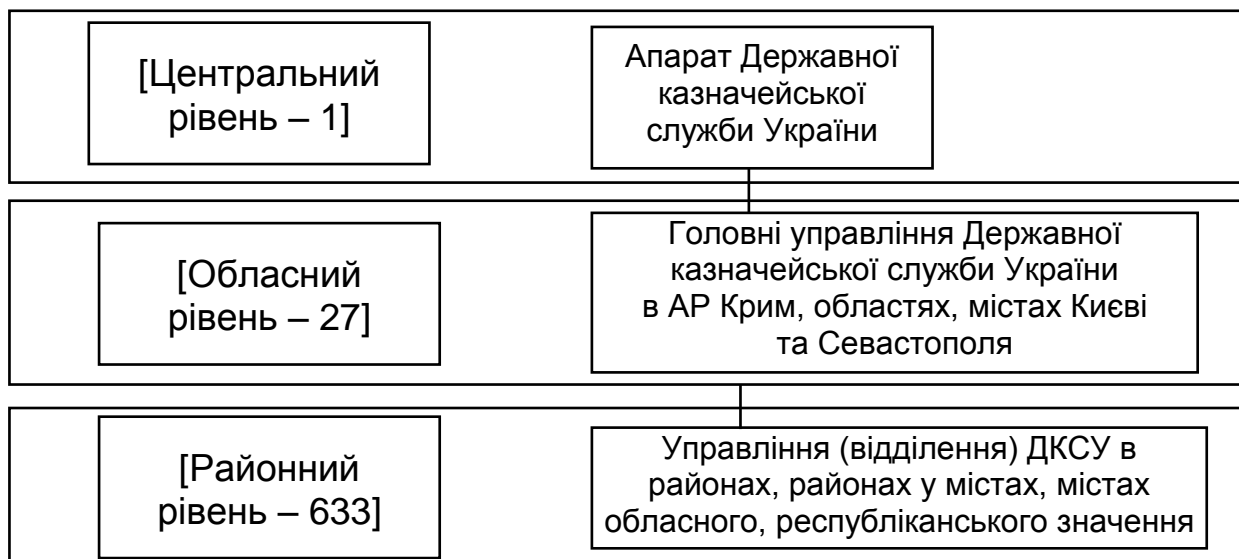 [Центральний
рівень – 1]
Апарат Державної
казначейської
служби України
[Обласний
рівень – 27]
Головні управління Державної
казначейської служби України
в АР Крим, областях, містах Києві
та Севастополя
[Районний
рівень – 633]
Управління (відділення) ДКСУ в
районах, районах у містах, містах
обласного, республіканського значення